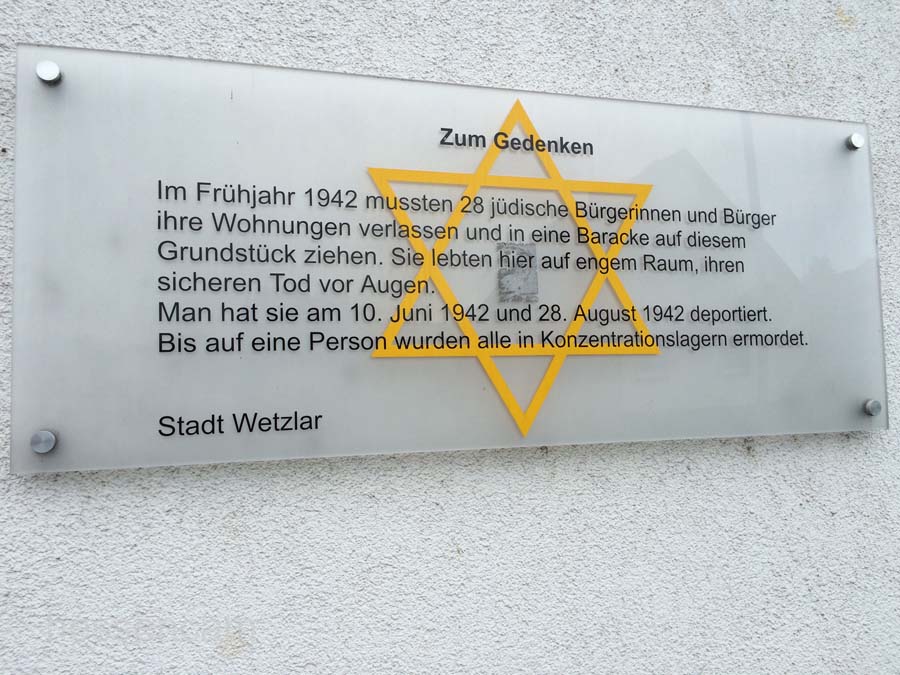 Zum Gedenken
Im Frühjahr 1942 mussten 28 jüdische Bürgerinnen und Bürger
ihre Wohnungen verlassen und in eine Baracke auf diesem
Grundstück ziehen. Sie lebten hier auf engem Raum, ihren
sicheren Tod vor Augen.
Man hat sie am 10. Juni 1942 und 28. August 1942 deportiert.
Bis auf eine Person wurden alle in Konzentrationslagern ermordet.
Stadt Wetzlar